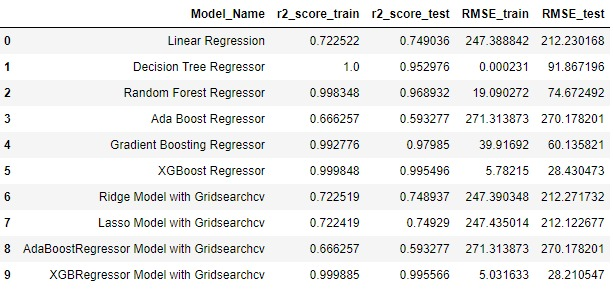 Model_Name r2_score_train r2_score_test RMSE_train RMSE_test
0 Linear Regression 0.722522 0.749036 247.388842 212.230168
1 Decision Tree Regressor 1.0 0.952976 0.000231 91.867196
2 Random Forest Regressor 0.998348 0.968932 19.090272 74.672492
3 Ada Boost Regressor 0.666257 0.593277 271.313873 270.178201
4 Gradient Boosting Regressor 0.992776 0.97985 39.91692 60.135821
5 XGBoost Regressor 0.999848 0.995496 5.78215 28.430473
6 Ridge Model with Gridsearchcv 0.722519 0.748937 247.390348 212.271732
7 Lasso Model with Gridsearchcv 0.722419 0.74929 247.435014 212.122677
8 AdaBoostRegressor Model with Gridsearchcv 0.666257 0.593277 271.313873 270.178201
9 XGBRegressor Model with Gridsearchcv 0.999885 0.995566 5.031633 28.210547